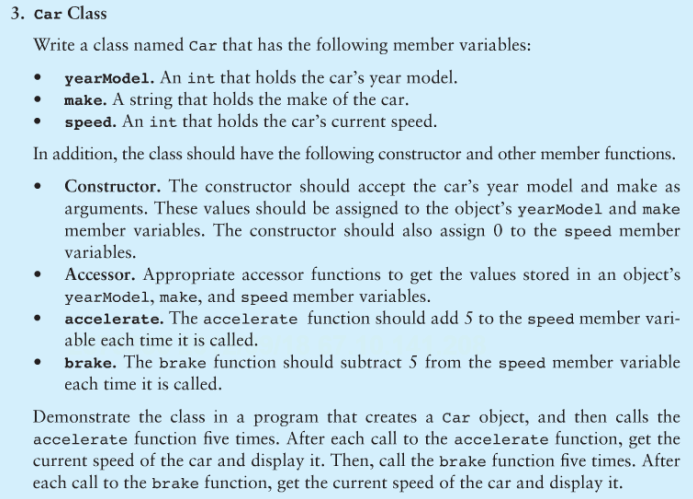 3. Car Class
Write a class named Car that has the following member variables:
• yearModel. An int that holds the car's year model.
• make. A string that holds the make of the car.
• speed. An int that holds the car's current speed.
In addition, the class should have the following constructor and other member functions.
• Constructor. The constructor should accept the car's year model and make as
arguments. These values should be assigned to the object's yearModel and make
member variables. The constructor should also assign 0 to the speed member
variables.
• Accessor. Appropriate accessor functions to get the values stored in an object's
yearModel, make, and speed member variables.
• accelerate. The accelerate function should add 5 to the speed member vari-
able each time it is called.
• brake. The brake function should subtract 5 from the speed member variable
each time it is called.
Demonstrate the class in a program that creates a Car object, and then calls the
accelerate function five times. After each call to the accelerate function, get the
current speed of the car and display it. Then, call the brake function five times. After
each call to the brake function, get the current speed of the car and display it.